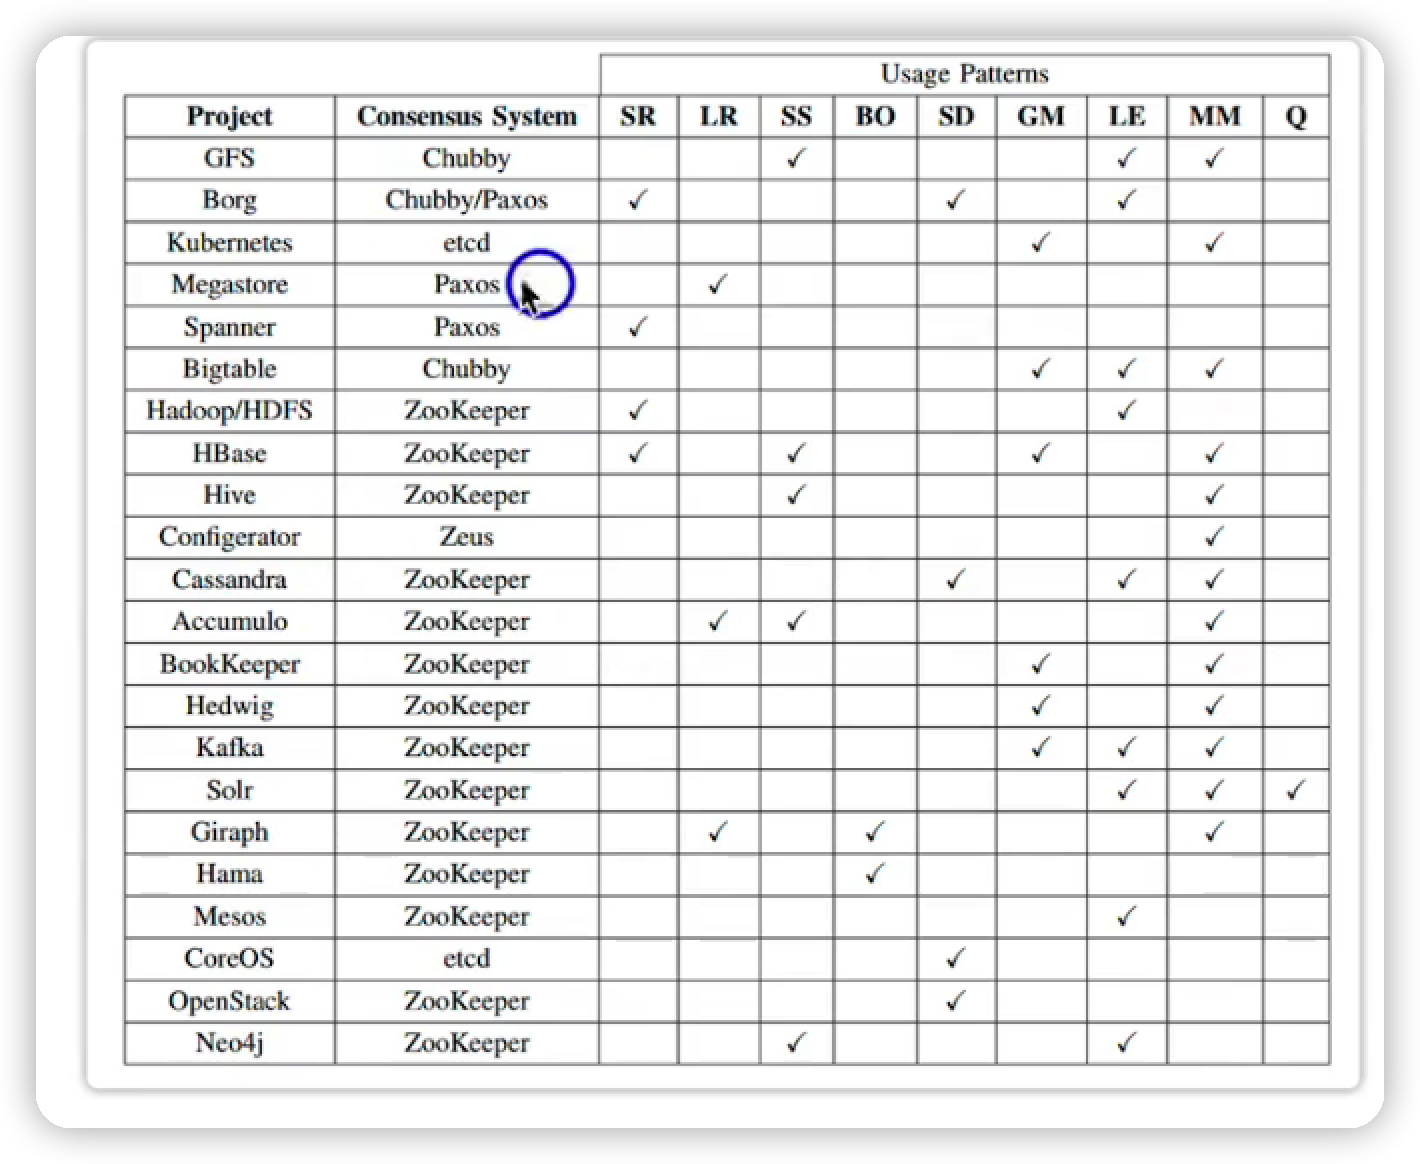 Usage Patterns
Project Consensus System SR LR SS BO SD GM LE MM Q
GFS Chubby ✓ ✓ ✓
Borg Chubby/Paxos ✓ ✓ ✓
Kubernetes etcd ✓ ✓
Megastore Paxos ✓
Spanner Paxos ✓
Bigtable Chubby ✓ ✓ ✓
Hadoop/HDFS ZooKeeper ✓ ✓
HBase ZooKeeper ✓ ✓ ✓ ✓
Hive ZooKeeper ✓ ✓
Configerator Zeus ✓
Cassandra ZooKeeper ✓ ✓ ✓
Accumulo ZooKeeper ✓ ✓ ✓
BookKeeper ZooKeeper ✓ ✓
Hedwig ZooKeeper ✓ ✓
Kafka ZooKeeper ✓ ✓ ✓
Solr ZooKeeper ✓ ✓ ✓
Giraph ZooKeeper ✓ ✓ ✓
Hama ZooKeeper ✓
Mesos ZooKeeper ✓
CoreOS etcd ✓
OpenStack ZooKeeper ✓
Neo4j ZooKeeper ✓ ✓